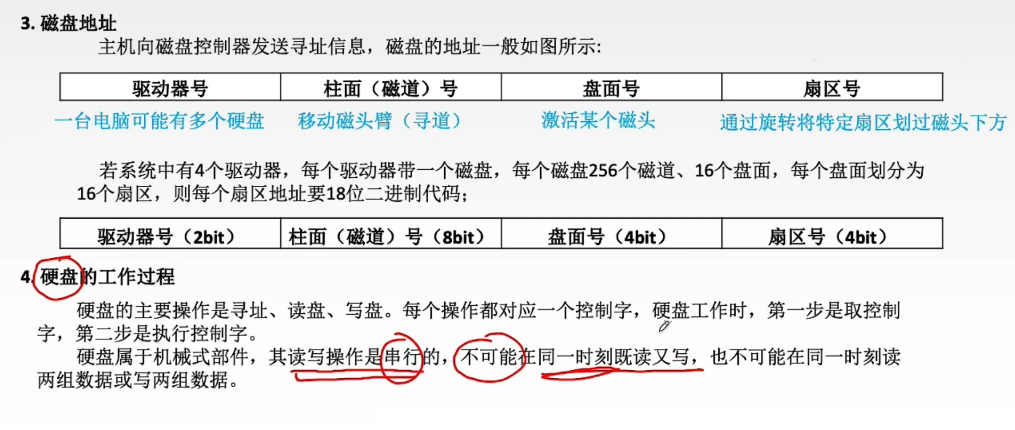 3. 磁盘地址
主机向磁盘控制器发送寻址信息，磁盘的地址一般如图所示:
驱动器号 柱面（磁道）号 盘面号 扇区号
一台电脑可能有多个硬盘 移动磁头臂（寻道） 激活某个磁头 通过旋转将特定扇区划过磁头下方
若系统中有4个驱动器，每个驱动器带一个磁盘，每个磁盘256个磁道、16个盘面，每个盘面划分为
16个扇区，则每个扇区地址要18位二进制代码；
驱动器号（2bit） 柱面（磁道）号（8bit） 盘面号（4bit） 扇区号（4bit）
4. 硬盘的工作过程
硬盘的主要操作是寻址、读盘、写盘。每个操作都对应一个控制字，硬盘工作时，第一步是取控制
字，第二步是执行控制字。
硬盘属于机械式部件，其读写操作是串行的，不可能在同一时刻既读又写，也不可能在同一时刻读
两组数据或写两组数据。